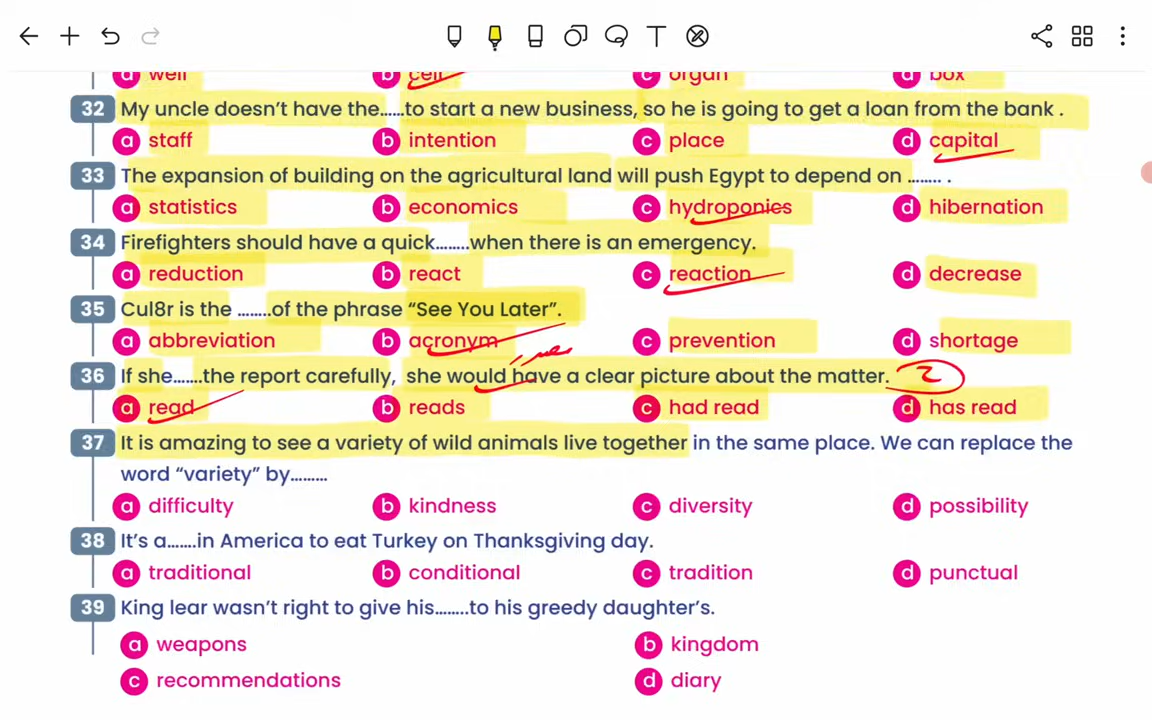 a well b cell c organ d box
32 My uncle doesn't have the......to start a new business, so he is going to get a loan from the bank .
a staff b intention c place d capital
33 The expansion of building on the agricultural land will push Egypt to depend on ........ .
a statistics b economics c hydroponics d hibernation
34 Firefighters should have a quick........when there is an emergency.
a reduction b react c reaction d decrease
35 Cul8r is the ........of the phrase "See You Later".
a abbreviation b acronym c prevention d shortage
36 If she.......the report carefully, she would have a clear picture about the matter. 2
a read b reads c had read d has read
37 It is amazing to see a variety of wild animals live together in the same place. We can replace the
word "variety" by.........
a difficulty b kindness c diversity d possibility
38 It's a.......in America to eat Turkey on Thanksgiving day.
a traditional b conditional c tradition d punctual
39 King lear wasn't right to give his........to his greedy daughter's.
a weapons b kingdom
c recommendations d diary